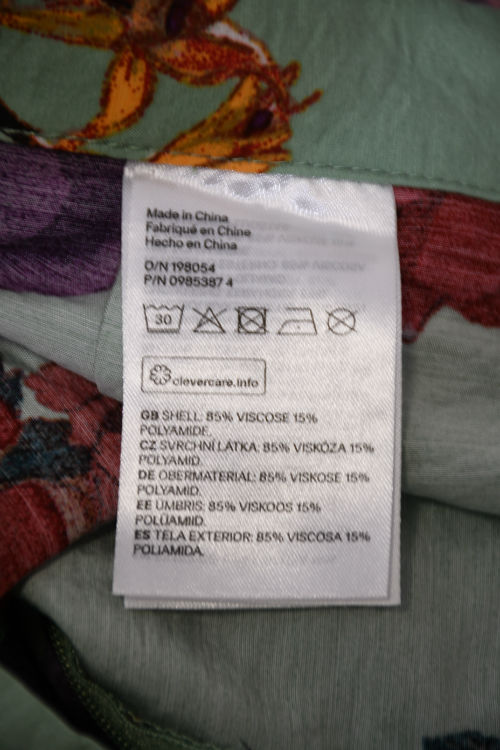 Made in China
Fabriqué en Chine
Hecho en China
O/N 198054
P/N 0985387 4
30
clevercare.info
GB SHELL: 85% VISCOSE 15%
POLYAMIDE.
CZ SVRCHNÍ LÁTKA: 85% VISKÓZA 15%
POLYAMID.
DE OBERMATERIAL: 85% VISKOSE 15%
POLYAMID.
EE ÜMBRIS: 85% VISKOOS 15%
POLÜAMIID.
ES TELA EXTERIOR: 85% VISCOSA 15%
POLIAMIDA.